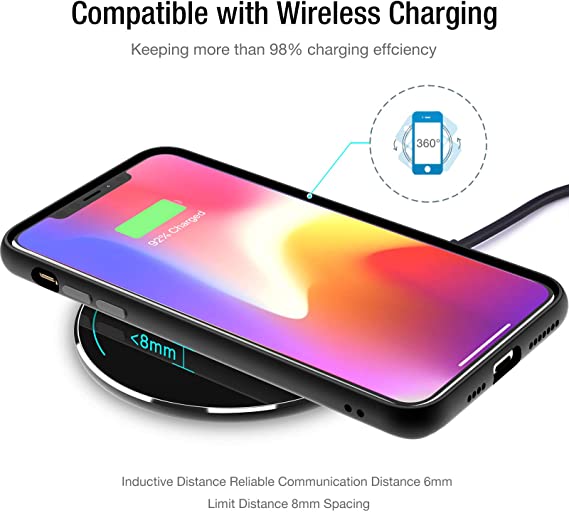 Compatible with Wireless Charging
Keeping more than 98% charging effciency
360°
92% Charged
<8mm
Inductive Distance Reliable Communication Distance 6mm
Limit Distance 8mm Spacing